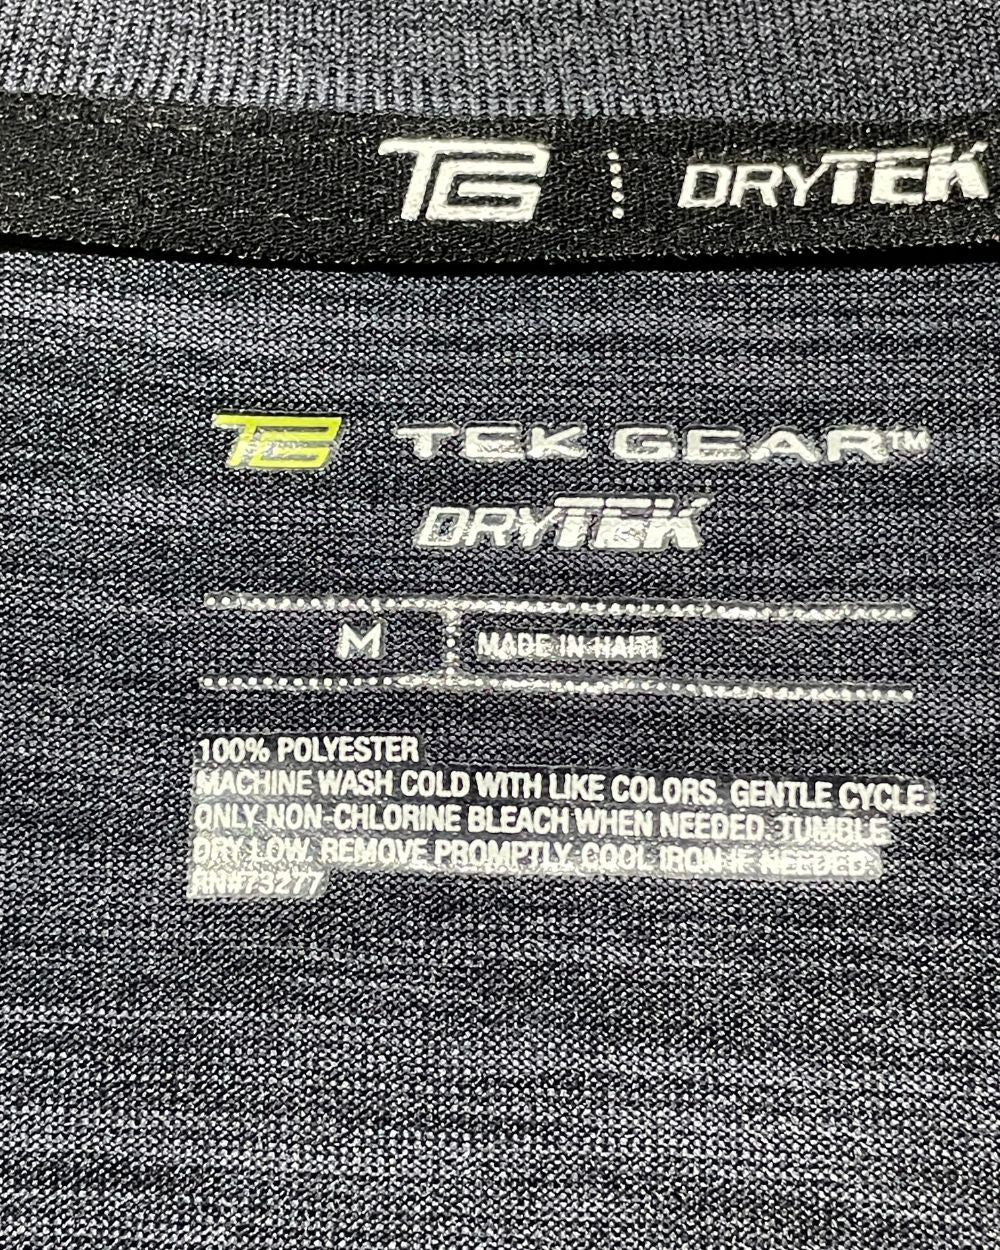 TG DRYTEK
TG TEK GEAR™
DRYTEK
M MADE IN HAITI
100% POLYESTER
MACHINE WASH COLD WITH LIKE COLORS. GENTLE CYCLE.
ONLY NON-CHLORINE BLEACH WHEN NEEDED. TUMBLE
DRY LOW. REMOVE PROMPTLY. COOL IRON IF NEEDED.
RN#73277